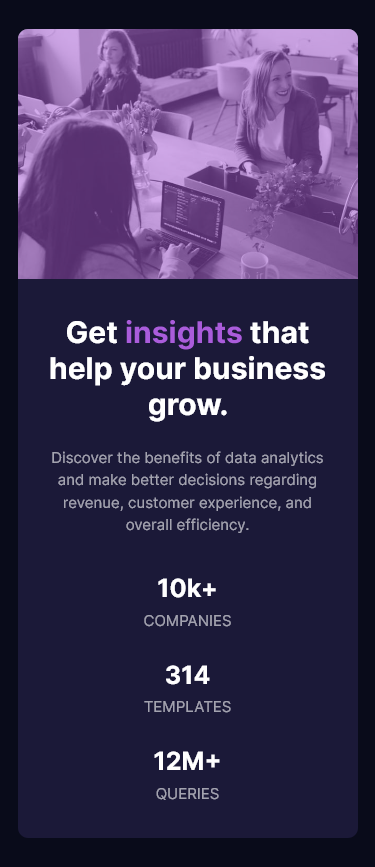 Get insights that
help your business
grow.
Discover the benefits of data analytics
and make better decisions regarding
revenue, customer experience, and
overall efficiency.
10k+
COMPANIES
314
TEMPLATES
12M+
QUERIES